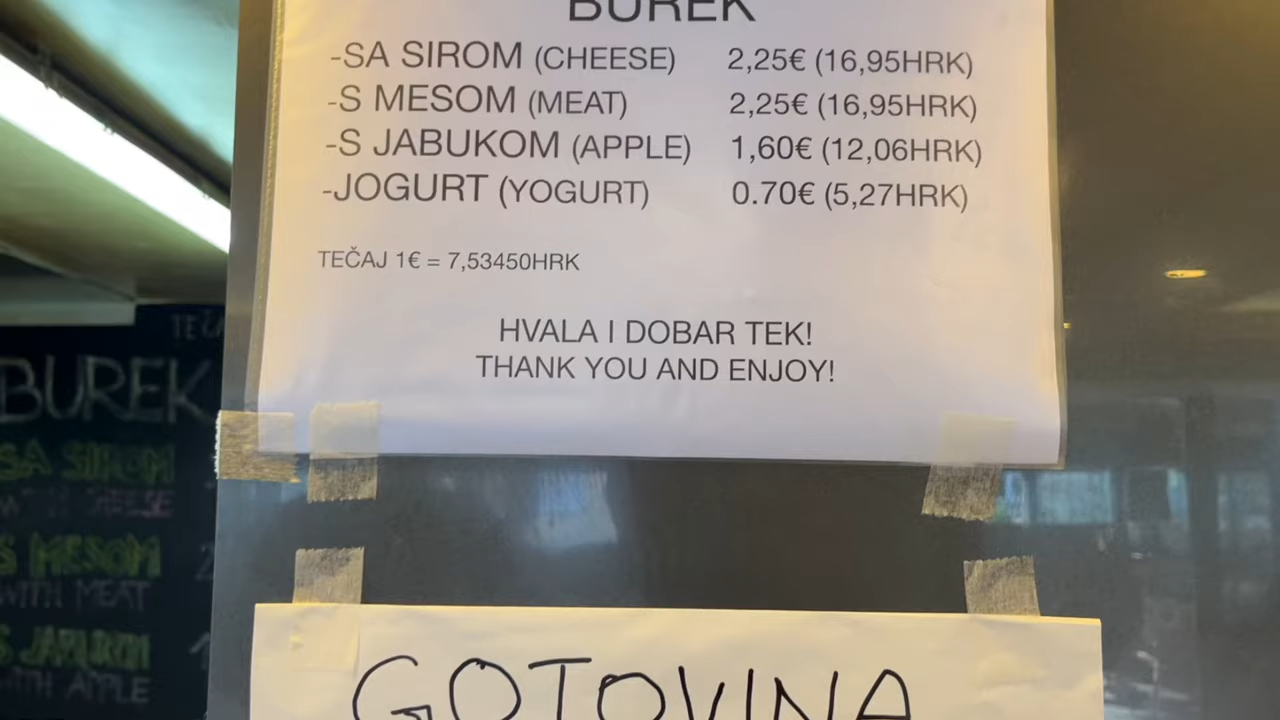 BUREK
-SA SIROM (CHEESE) 2,25€ (16,95HRK)
-S MESOM (MEAT) 2,25€ (16,95HRK)
-S JABUKOM (APPLE) 1,60€ (12,06HRK)
-JOGURT (YOGURT) 0.70€ (5,27HRK)
TEČAJ 1€ = 7,53450HRK
HVALA I DOBAR TEK!
THANK YOU AND ENJOY!
GOTOVINA
BUREK
SA SIROM
WITH CHEESE
S MESOM
WITH MEAT
S JABUKOM
WITH APPLE